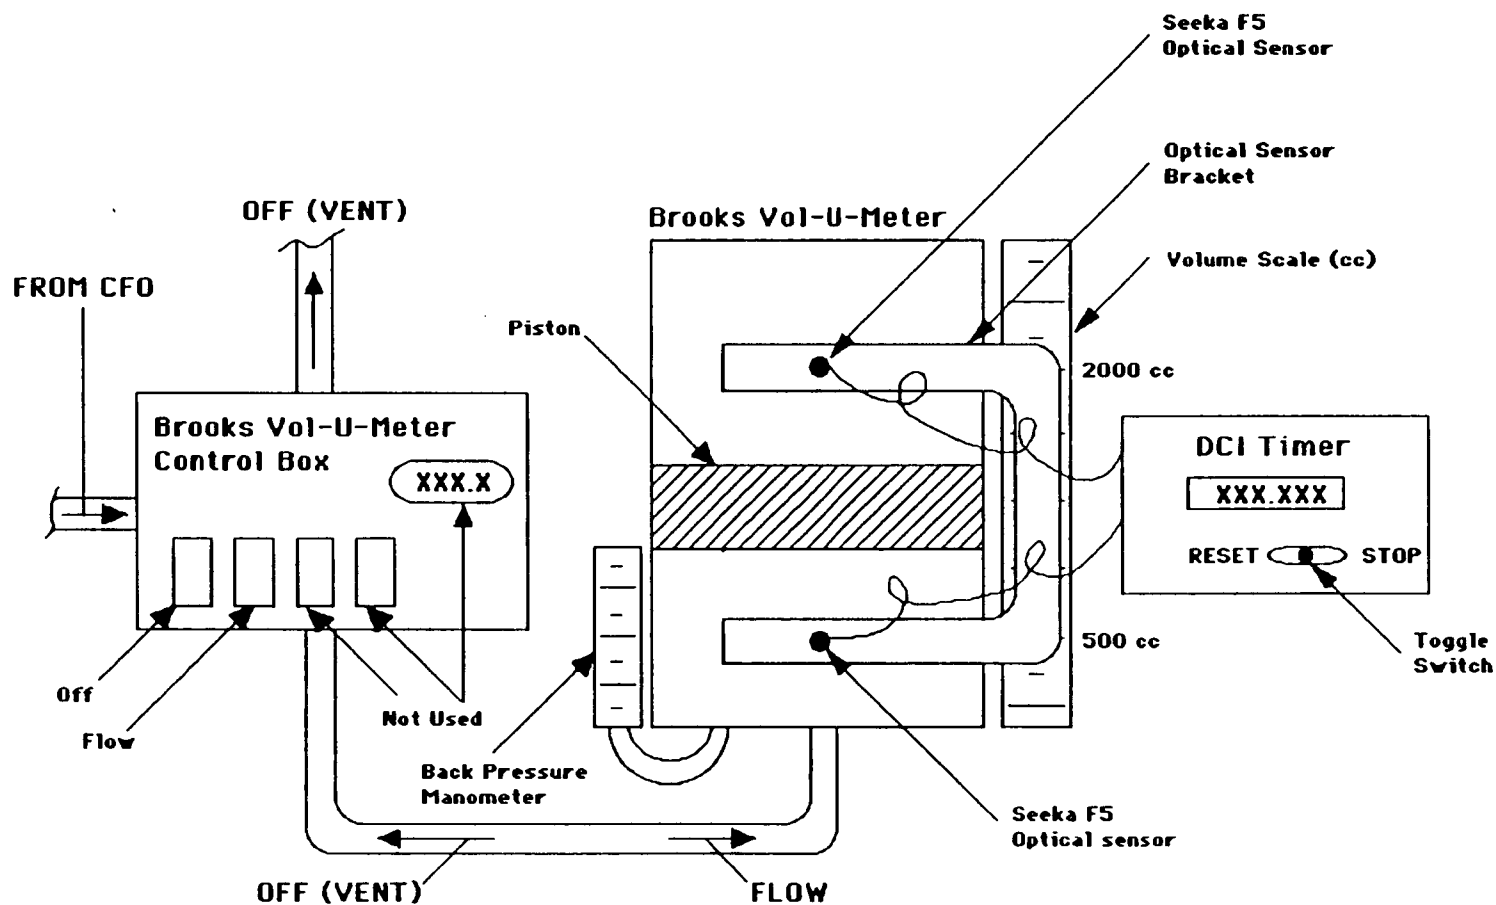 Seeka F5
Optical Sensor
Optical Sensor
Bracket
OFF (VENT)
Brooks Vol-U-Meter
Volume Scale (cc)
FROM CFO
Piston
2000 cc
Brooks Vol-U-Meter
Control Box
XXX.X
DCI Timer
XXX.XXX
RESET
STOP
500 cc
Toggle
Switch
Off
Flow
Not Used
Back Pressure
Manometer
Seeka F5
Optical sensor
OFF (VENT)
FLOW